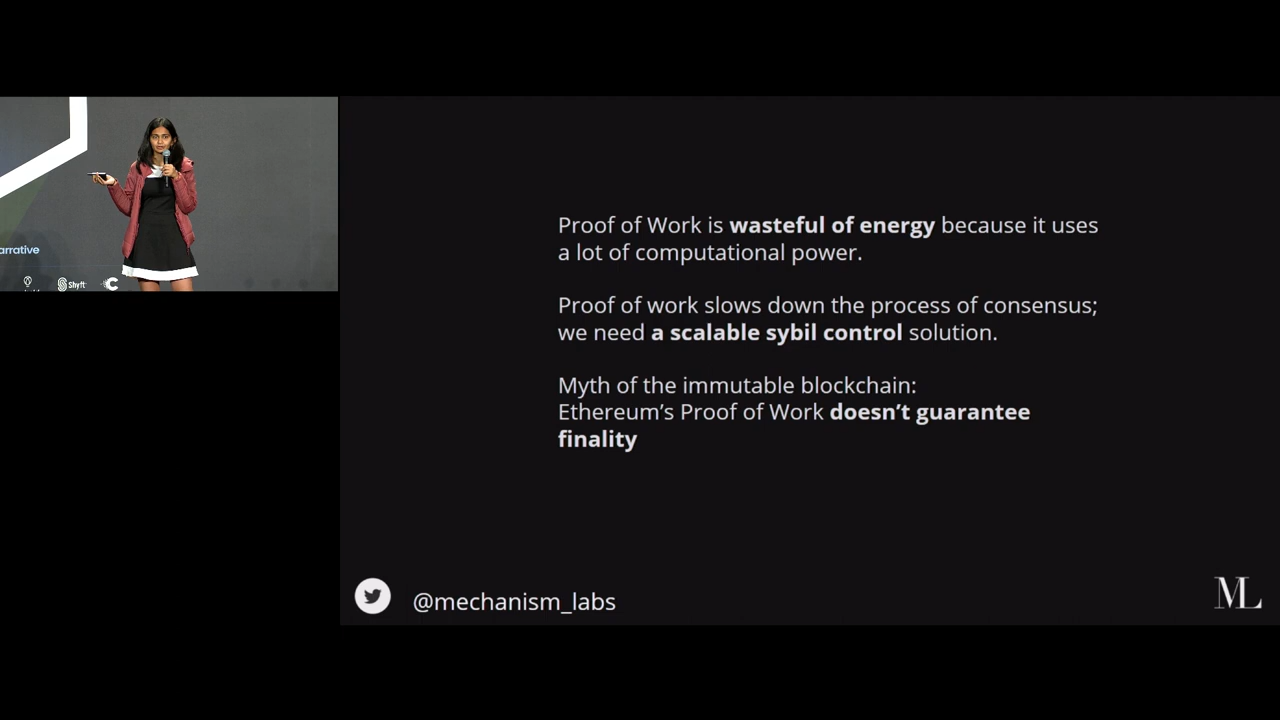 arrative
Shyft
Proof of Work is wasteful of energy because it uses
a lot of computational power.
Proof of work slows down the process of consensus;
we need a scalable sybil control solution.
Myth of the immutable blockchain:
Ethereum’s Proof of Work doesn’t guarantee
finality
@mechanism_labs
ML